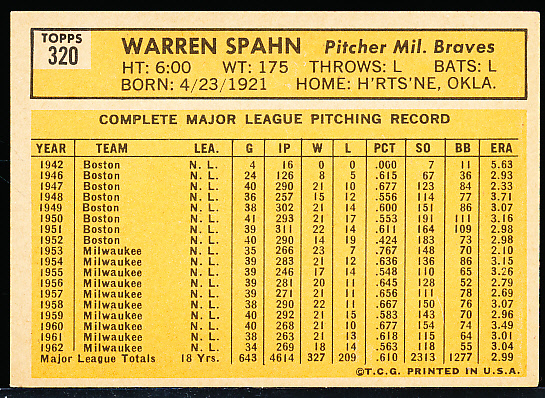 TOPPS
320
WARREN SPAHN Pitcher Mil. Braves
HT: 6:00 WT: 175 THROWS: L BATS: L
BORN: 4/23/1921 HOME: H'RTS'NE, OKLA.
COMPLETE MAJOR LEAGUE PITCHING RECORD
YEAR TEAM LEA. G IP W L PCT SO BB ERA
1942 Boston N. L. 4 16 0 0 .000 7 11 5.63
1946 Boston N. L. 24 126 8 5 .615 67 36 2.93
1947 Boston N. L. 40 290 21 10 .677 123 84 2.33
1948 Boston N. L. 36 257 15 12 .556 114 77 3.71
1949 Boston N. L. 38 302 21 14 .600 151 86 3.07
1950 Boston N. L. 41 293 21 17 .553 191 111 3.16
1951 Boston N. L. 39 311 22 14 .611 164 109 2.98
1952 Boston N. L. 40 290 14 19 .424 183 73 2.98
1953 Milwaukee N. L. 35 266 23 7 .767 148 70 2.10
1954 Milwaukee N. L. 39 283 21 12 .636 136 86 3.15
1955 Milwaukee N. L. 39 246 17 14 .548 110 65 3.26
1956 Milwaukee N. L. 39 281 20 11 .645 128 52 2.79
1957 Milwaukee N. L. 39 271 21 11 .656 111 78 2.69
1958 Milwaukee N. L. 38 290 22 11 .667 150 76 3.07
1959 Milwaukee N. L. 40 292 21 15 .583 143 70 2.96
1960 Milwaukee N. L. 40 268 21 10 .677 154 74 3.49
1961 Milwaukee N. L. 38 263 21 13 .618 115 64 3.01
1962 Milwaukee N. L. 34 269 18 14 .563 118 55 3.04
Major League Totals 18 Yrs. 643 4614 327 209 .610 2313 1277 2.99
©T.C.G. PRINTED IN U.S.A.